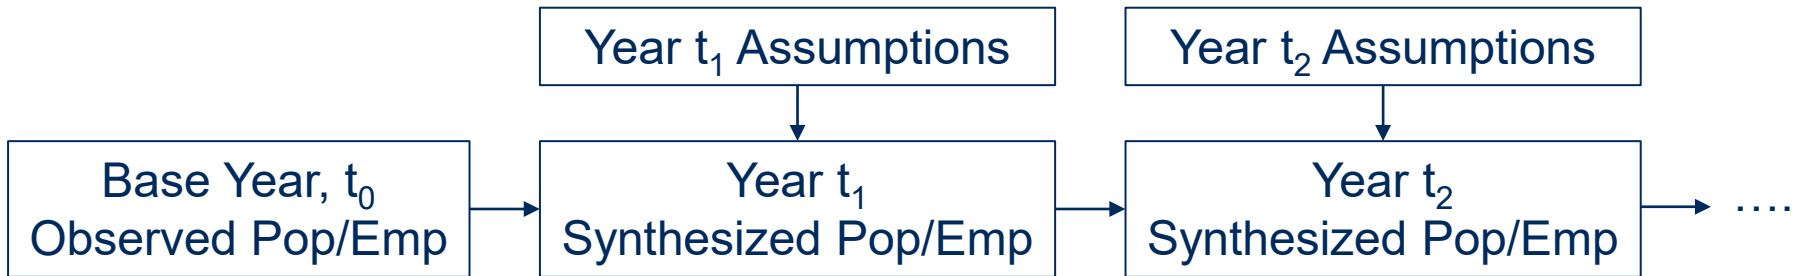 Year t₁ Assumptions
Year t₂ Assumptions
Base Year, t₀
Observed Pop/Emp
Year t₁
Synthesized Pop/Emp
Year t₂
Synthesized Pop/Emp
....